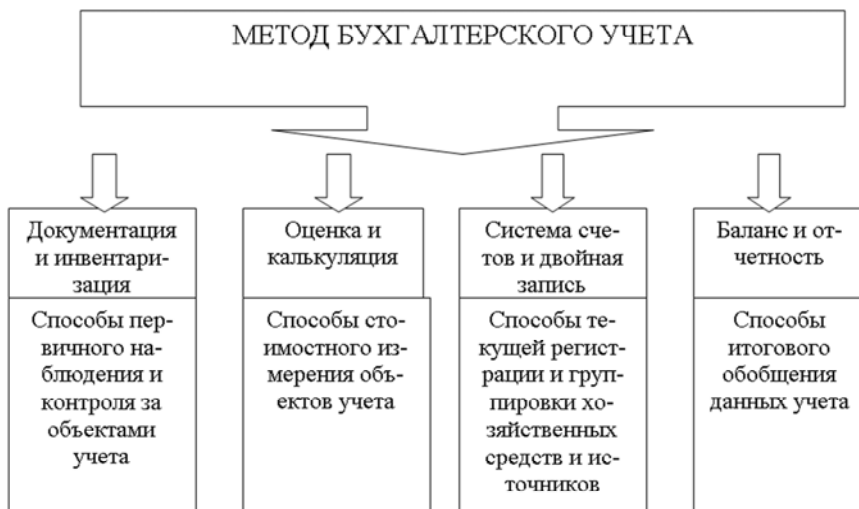 МЕТОД БУХГАЛТЕРСКОГО УЧЕТА
Документация
и инвентари-
зация
Способы пер-
вичного на-
блюдения и
контроля за
объектами
учета
Оценка и
калькуляция
Способы сто-
имостного из-
мерения объ-
ектов учета
Система сче-
тов и двойная
запись
Способы те-
кущей регист-
рации и груп-
пировки хо-
зяйственных
средств и ис-
точников
Баланс и от-
четность
Способы
итогового
обобщения
данных учета